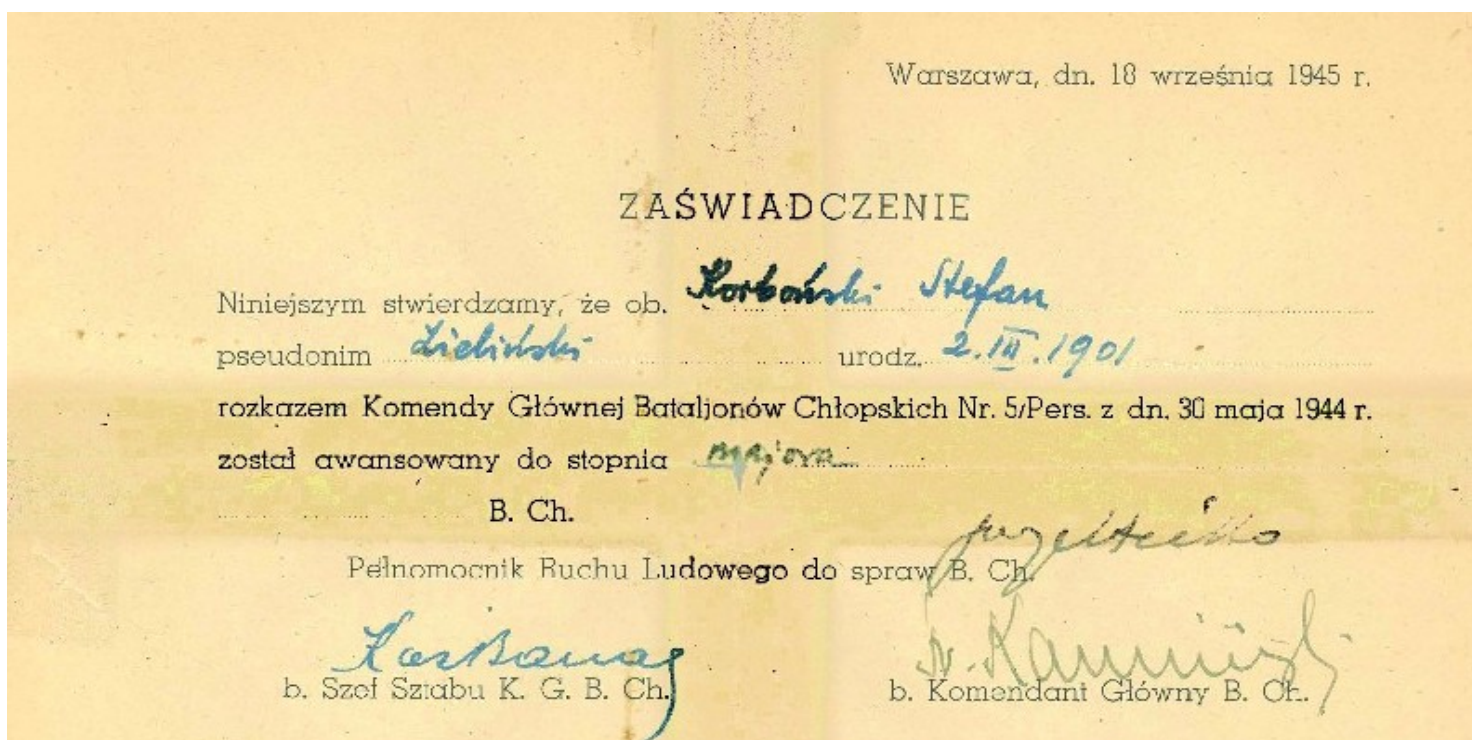 Warszawa, dn. 18 września 1945 r.
ZAŚWIADCZENIE
Niniejszym stwierdzamy, że ob. Korboński Stefan
pseudonim Zieliński urodz. 2.III.1901
rozkazem Komendy Głównej Bataljonów Chłopskich Nr. 5/Pers. z dn. 30 maja 1944 r.
został awansowany do stopnia majora
B. Ch.
Pełnomocnik Ruchu Ludowego do spraw B. Ch.
Kaz Banach
b. Szef Sztabu K. G. B. Ch.
b. Komendant Główny B. Ch.